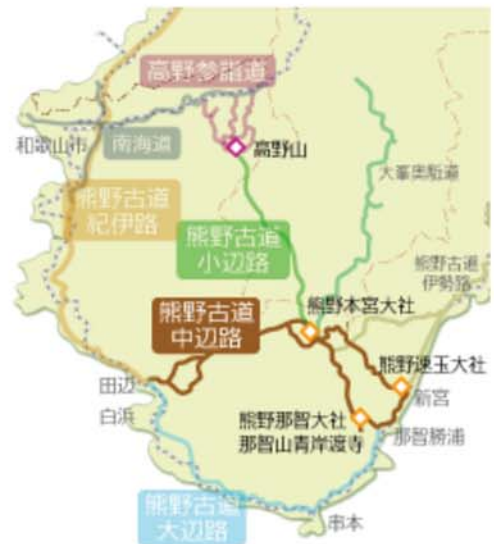 高野参詣道
和歌山市
南海道
高野山
大峯奥駈道
熊野古道
紀伊路
熊野古道
小辺路
熊野古道
伊勢路
熊野本宮大社
熊野古道
中辺路
熊野速玉大社
田辺
新宮
白浜
熊野那智大社
那智山青岸渡寺
那智勝浦
熊野古道
大辺路
串本